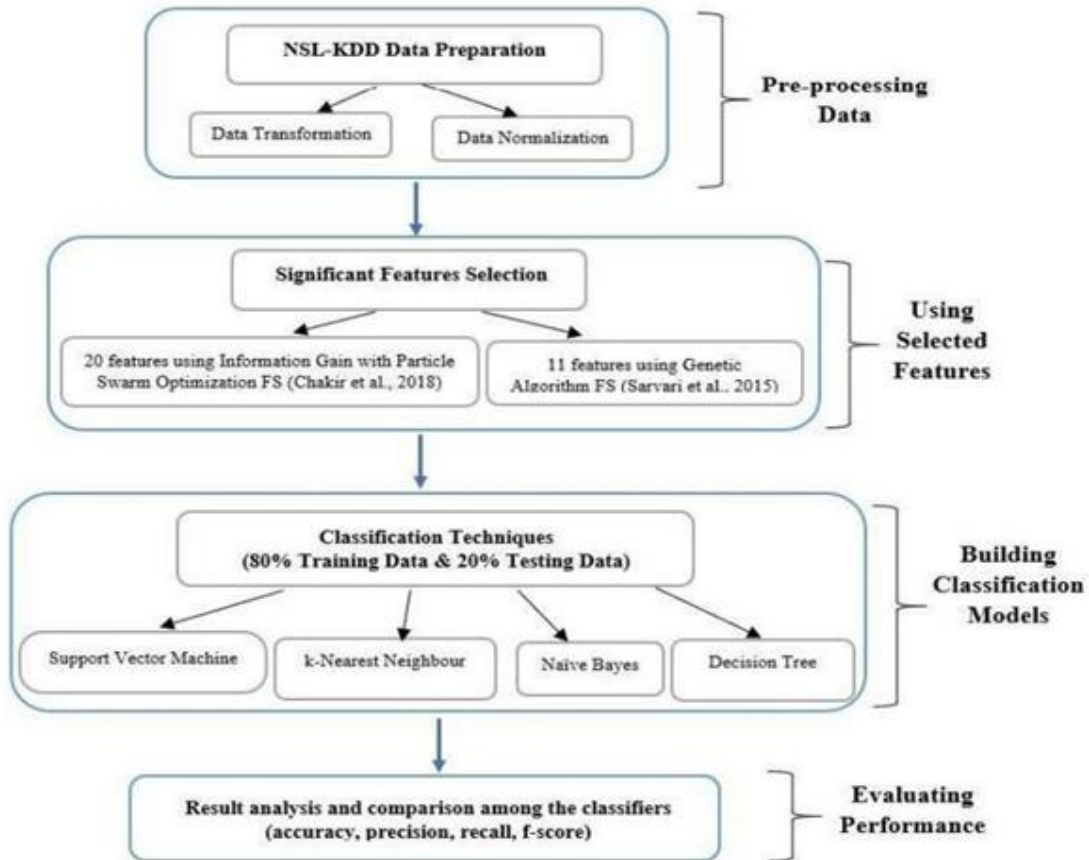 NSL-KDD Data Preparation
Data Transformation
Data Normalization
Pre-processing
Data
Significant Features Selection
20 features using Information Gain with Particle
Swarm Optimization FS (Chakir et al., 2018)
11 features using Genetic
Algorithm FS (Sarvari et al., 2015)
Using
Selected
Features
Classification Techniques
(80% Training Data & 20% Testing Data)
Support Vector Machine
k-Nearest Neighbour
Naïve Bayes
Decision Tree
Building
Classification
Models
Result analysis and comparison among the classifiers
(accuracy, precision, recall, f-score)
Evaluating
Performance